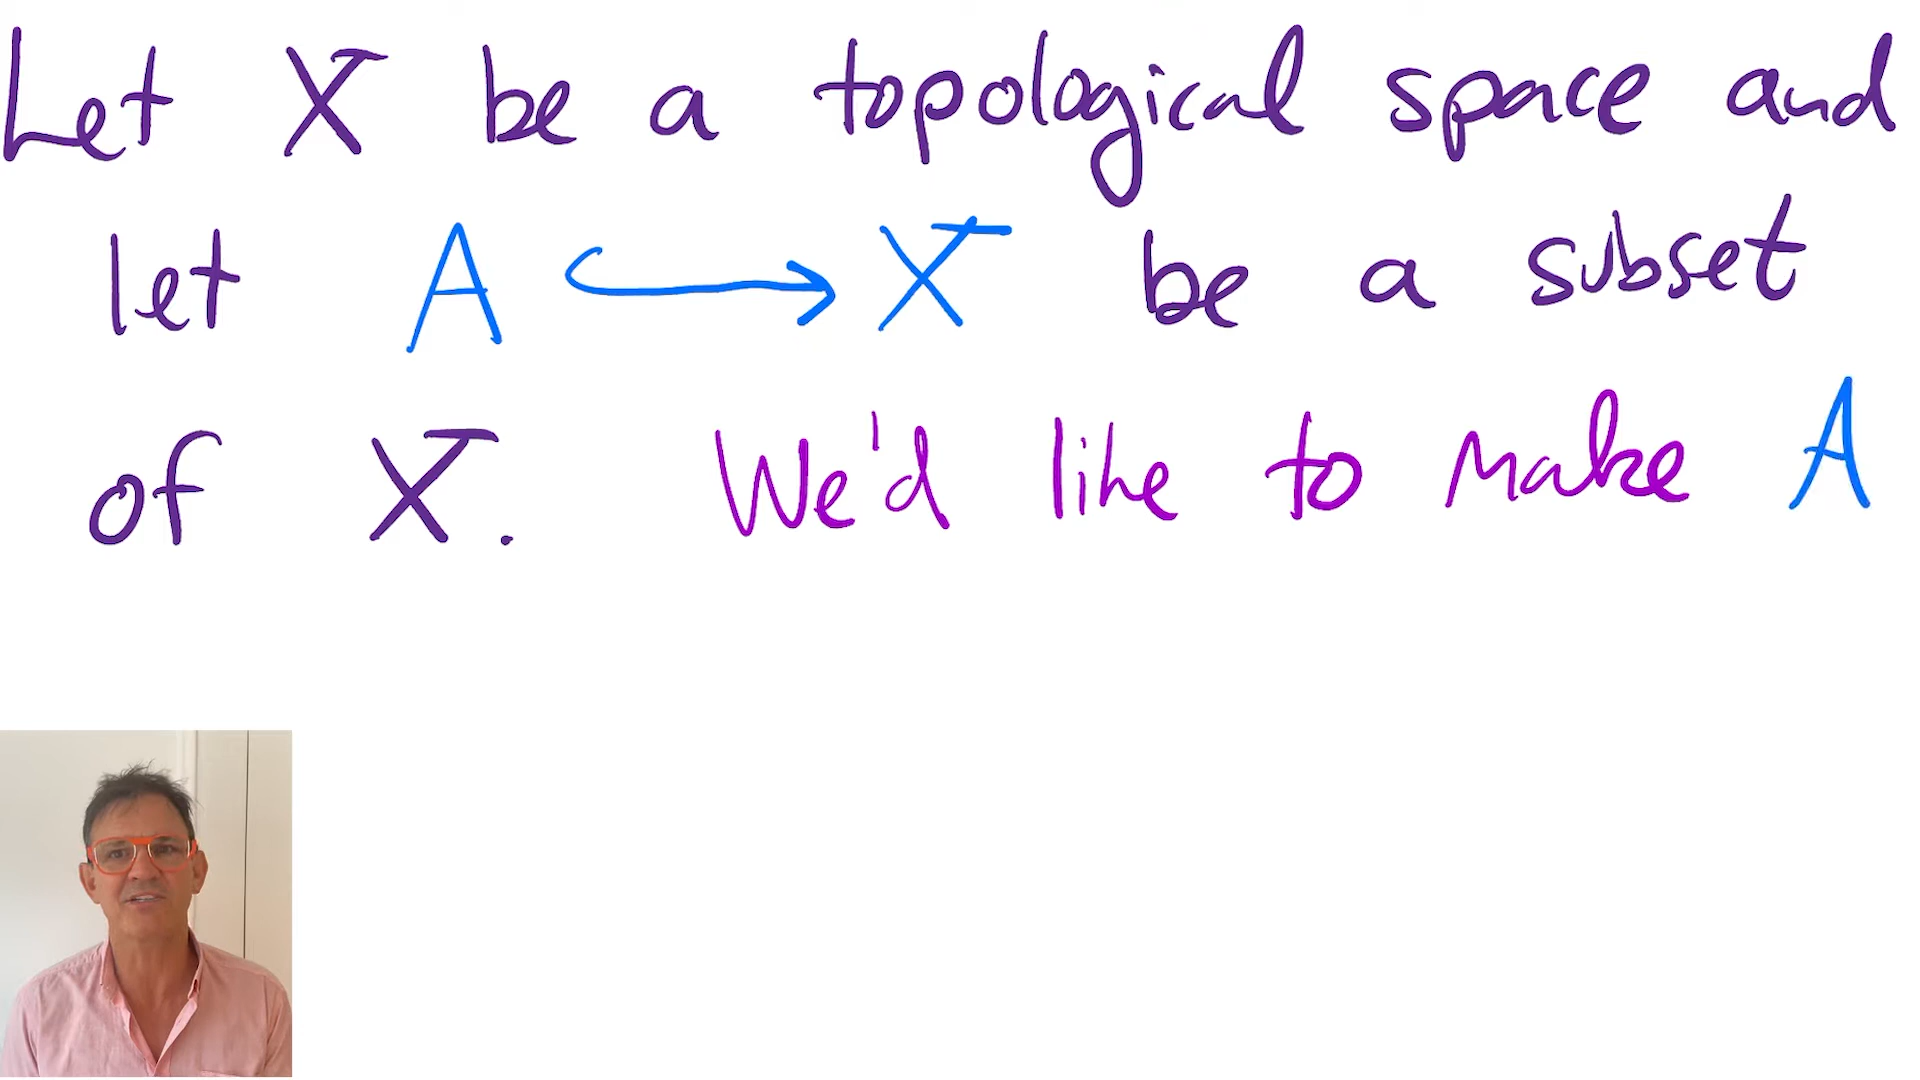 Let X be a topological space and
let A ↪ X be a subset
of X. We'd like to make A